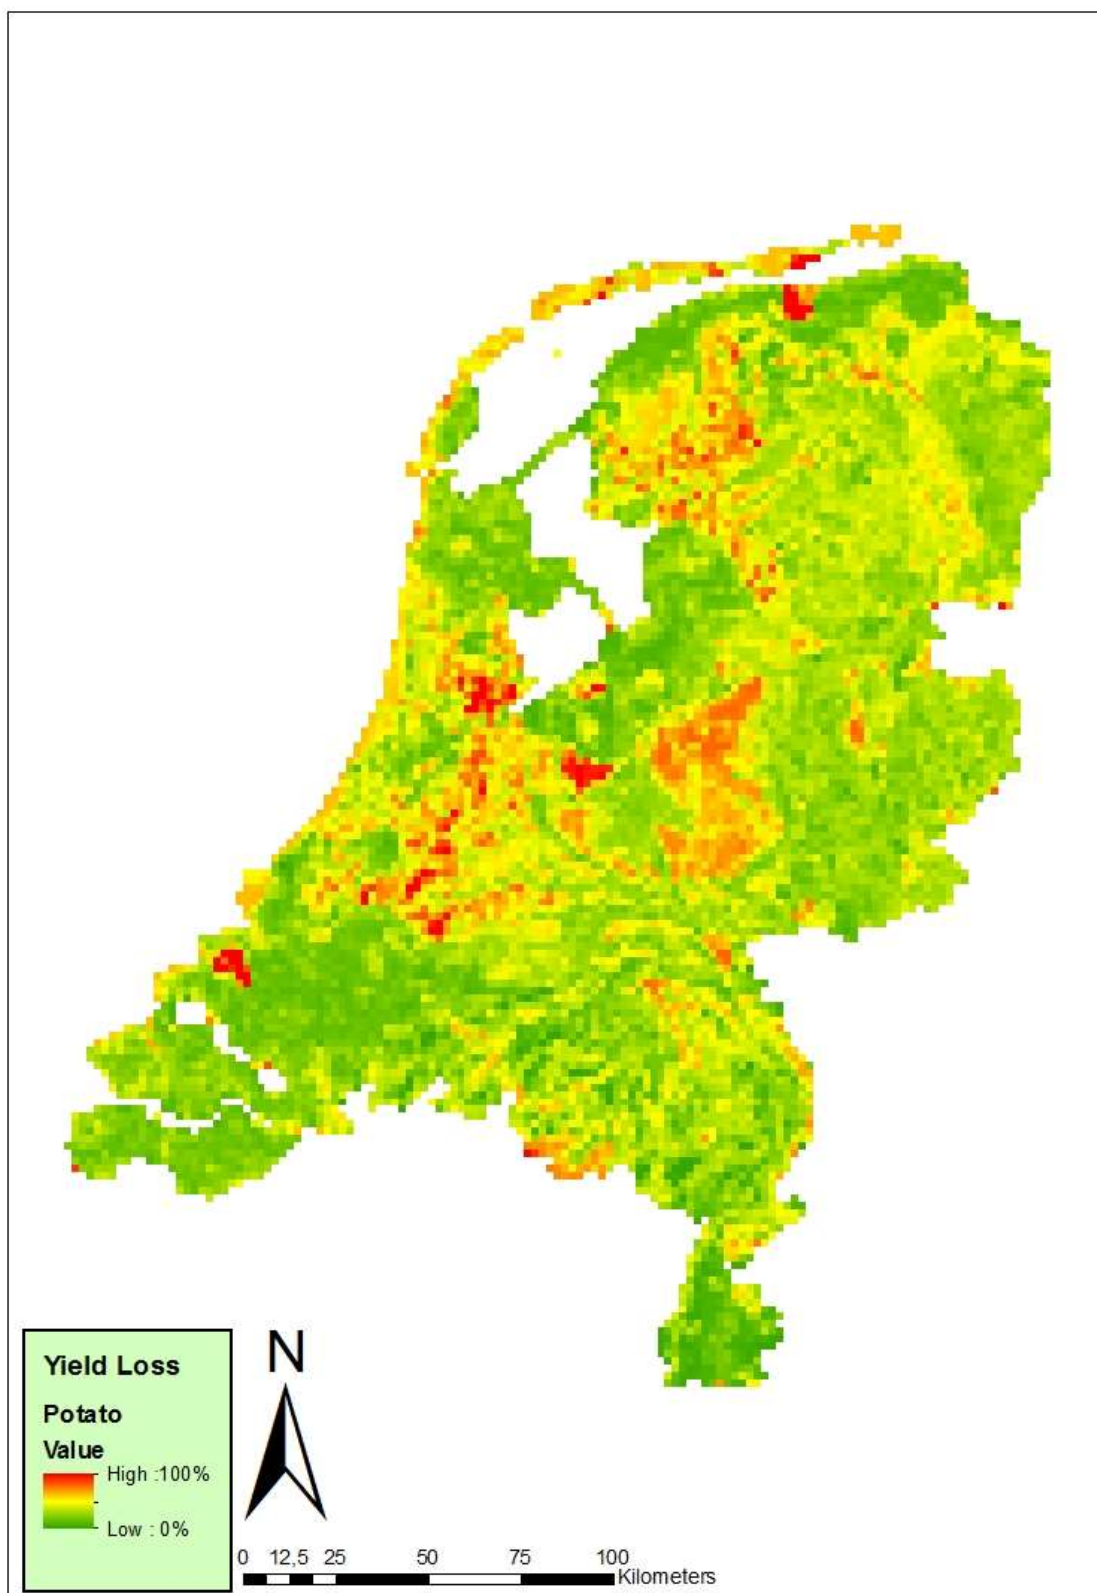 Yield Loss
Potato
Value
High :100%
Low : 0%
N
0 12,5 25 50 75 100
Kilometers